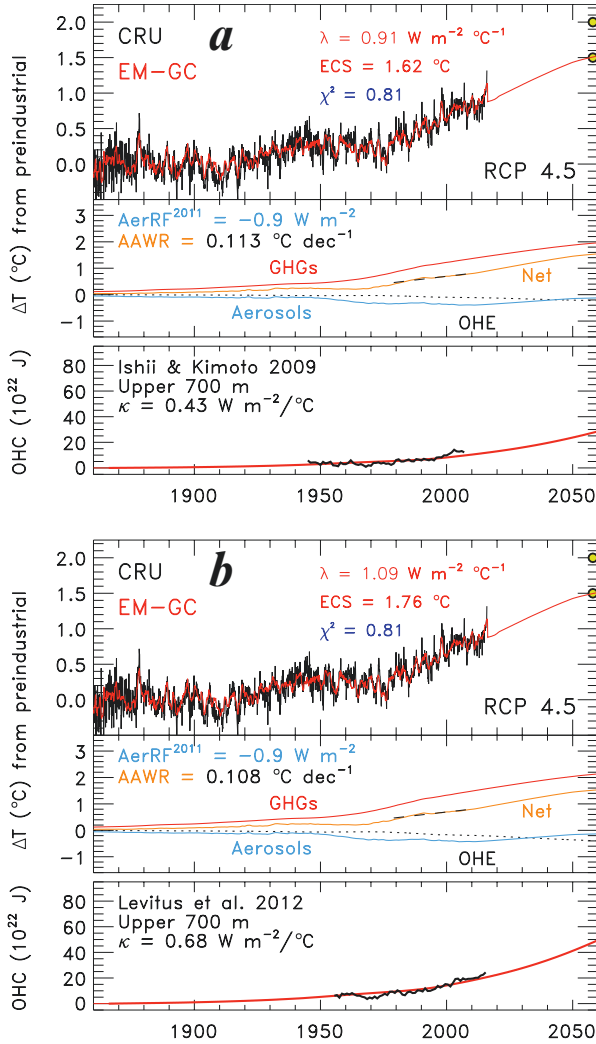 CRU
a
λ = 0.91 W m⁻² °C⁻¹
EM−GC
ECS = 1.62 °C
χ² = 0.81
RCP 4.5
2.0
1.5
1.0
0.5
0.0
ΔT (°C) from preindustrial
AerRF²⁰¹¹ = −0.9 W m⁻²
AAWR = 0.113 °C dec⁻¹
GHGs
Net
Aerosols
OHE
3
2
1
0
−1
OHC (10²² J)
Ishii & Kimoto 2009
Upper 700 m
κ = 0.43 W m⁻²/°C
80
60
40
20
0
1900 1950 2000 2050
CRU
b
λ = 1.09 W m⁻² °C⁻¹
EM−GC
ECS = 1.76 °C
χ² = 0.81
RCP 4.5
2.0
1.5
1.0
0.5
0.0
ΔT (°C) from preindustrial
AerRF²⁰¹¹ = −0.9 W m⁻²
AAWR = 0.108 °C dec⁻¹
GHGs
Net
Aerosols
OHE
3
2
1
0
−1
OHC (10²² J)
Levitus et al. 2012
Upper 700 m
κ = 0.68 W m⁻²/°C
80
60
40
20
0
1900 1950 2000 2050